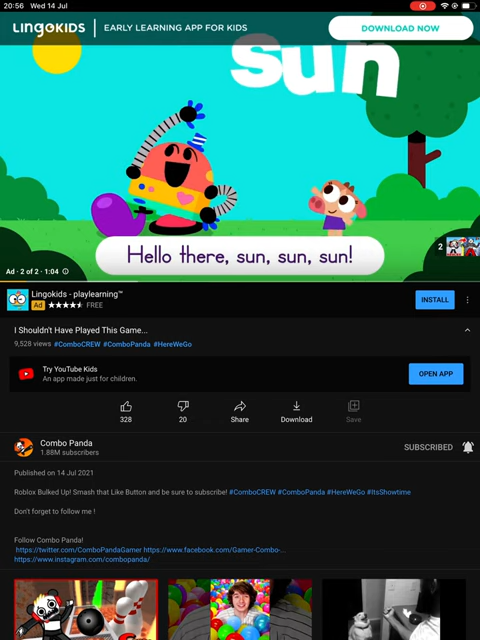 20:56 Wed 14 Jul
Lingokids | EARLY LEARNING APP FOR KIDS
DOWNLOAD NOW
sun
Hello there, sun, sun, sun!
2
Ad · 2 of 2 · 1:04
Lingokids - playlearning™
Ad FREE
INSTALL
I Shouldn't Have Played This Game...
9,528 views #ComboCREW #ComboPanda #HereWeGo
Try YouTube Kids
An app made just for children.
OPEN APP
328 20 Share Download Save
Combo Panda
1.88M subscribers
SUBSCRIBED
Published on 14 Jul 2021
Roblox Bulked Up! Smash that Like Button and be sure to subscribe! #ComboCREW #ComboPanda #HereWeGo #ItsShowtime
Don't forget to follow me !
Follow Combo Panda!
https://twitter.com/ComboPandaGamer https://www.facebook.com/Gamer-Combo-...
https://www.instagram.com/combopanda/